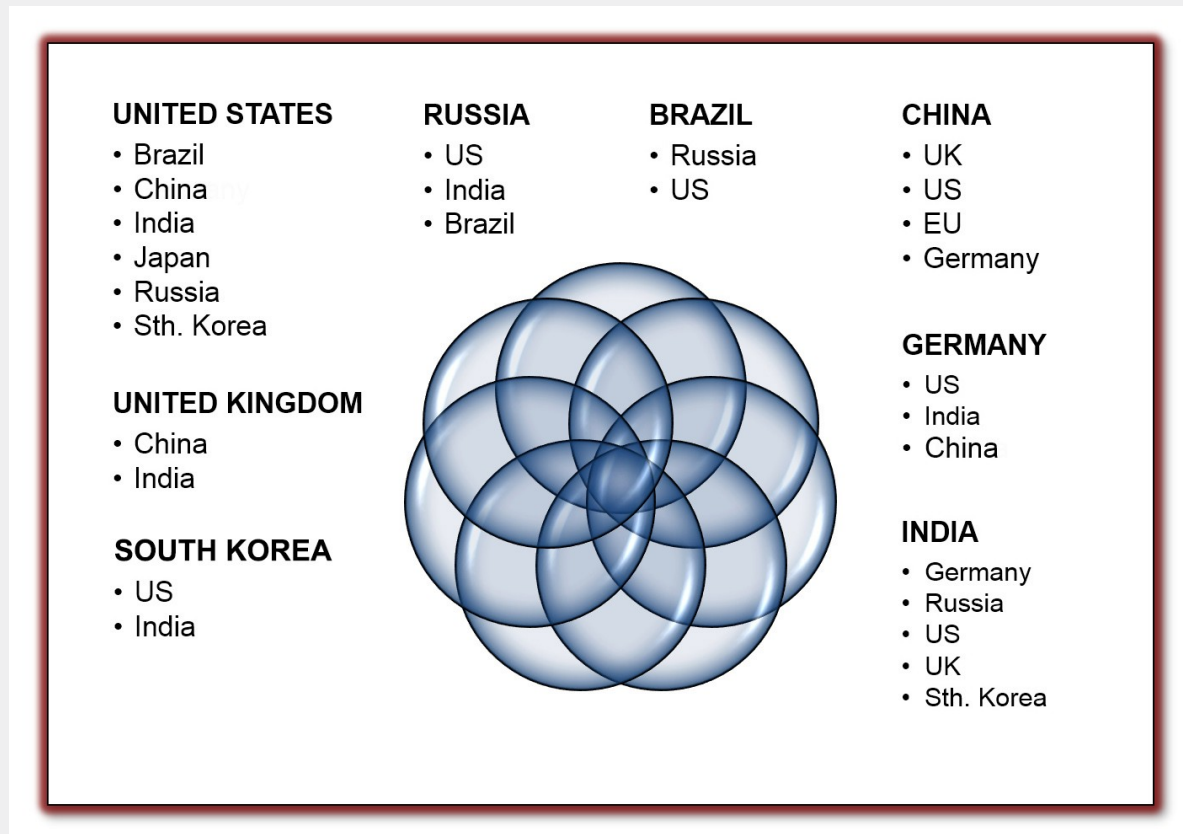 UNITED STATES
• Brazil
• China
• India
• Japan
• Russia
• Sth. Korea
UNITED KINGDOM
• China
• India
SOUTH KOREA
• US
• India
RUSSIA
• US
• India
• Brazil
BRAZIL
• Russia
• US
CHINA
• UK
• US
• EU
• Germany
GERMANY
• US
• India
• China
INDIA
• Germany
• Russia
• US
• UK
• Sth. Korea